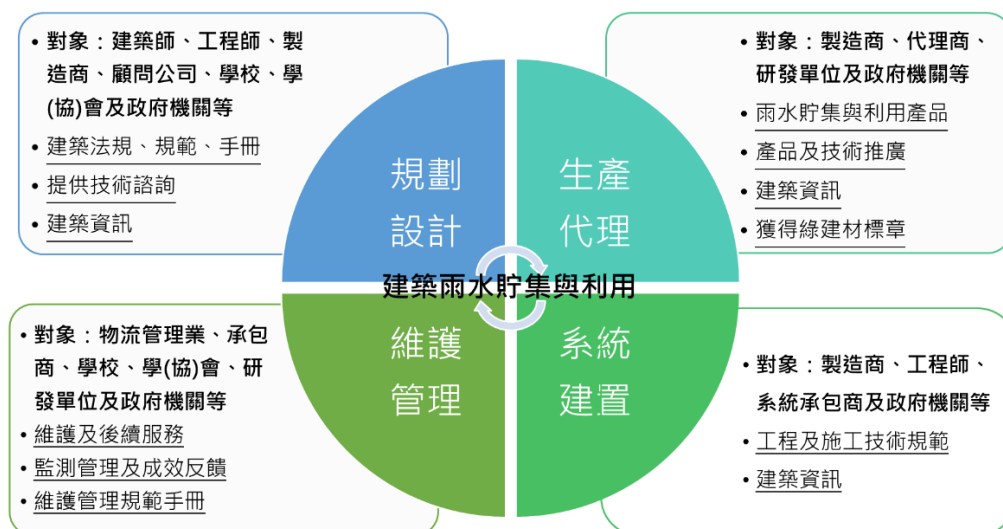 • 對象：建築師、工程師、製
造商、顧問公司、學校、學
(協)會及政府機關等
• 建築法規、規範、手冊
• 提供技術諮詢
• 建築資訊
• 對象：製造商、代理商、
研發單位及政府機關等
• 雨水貯集與利用產品
• 產品及技術推廣
• 建築資訊
• 獲得綠建材標章
規劃
設計
生產
代理
建築雨水貯集與利用
維護
管理
系統
建置
• 對象：物流管理業、承包
商、學校、學(協)會、研
發單位及政府機關等
• 維護及後續服務
• 監測管理及成效反饋
• 維護管理規範手冊
• 對象：製造商、工程師、
系統承包商及政府機關等
• 工程及施工技術規範
• 建築資訊